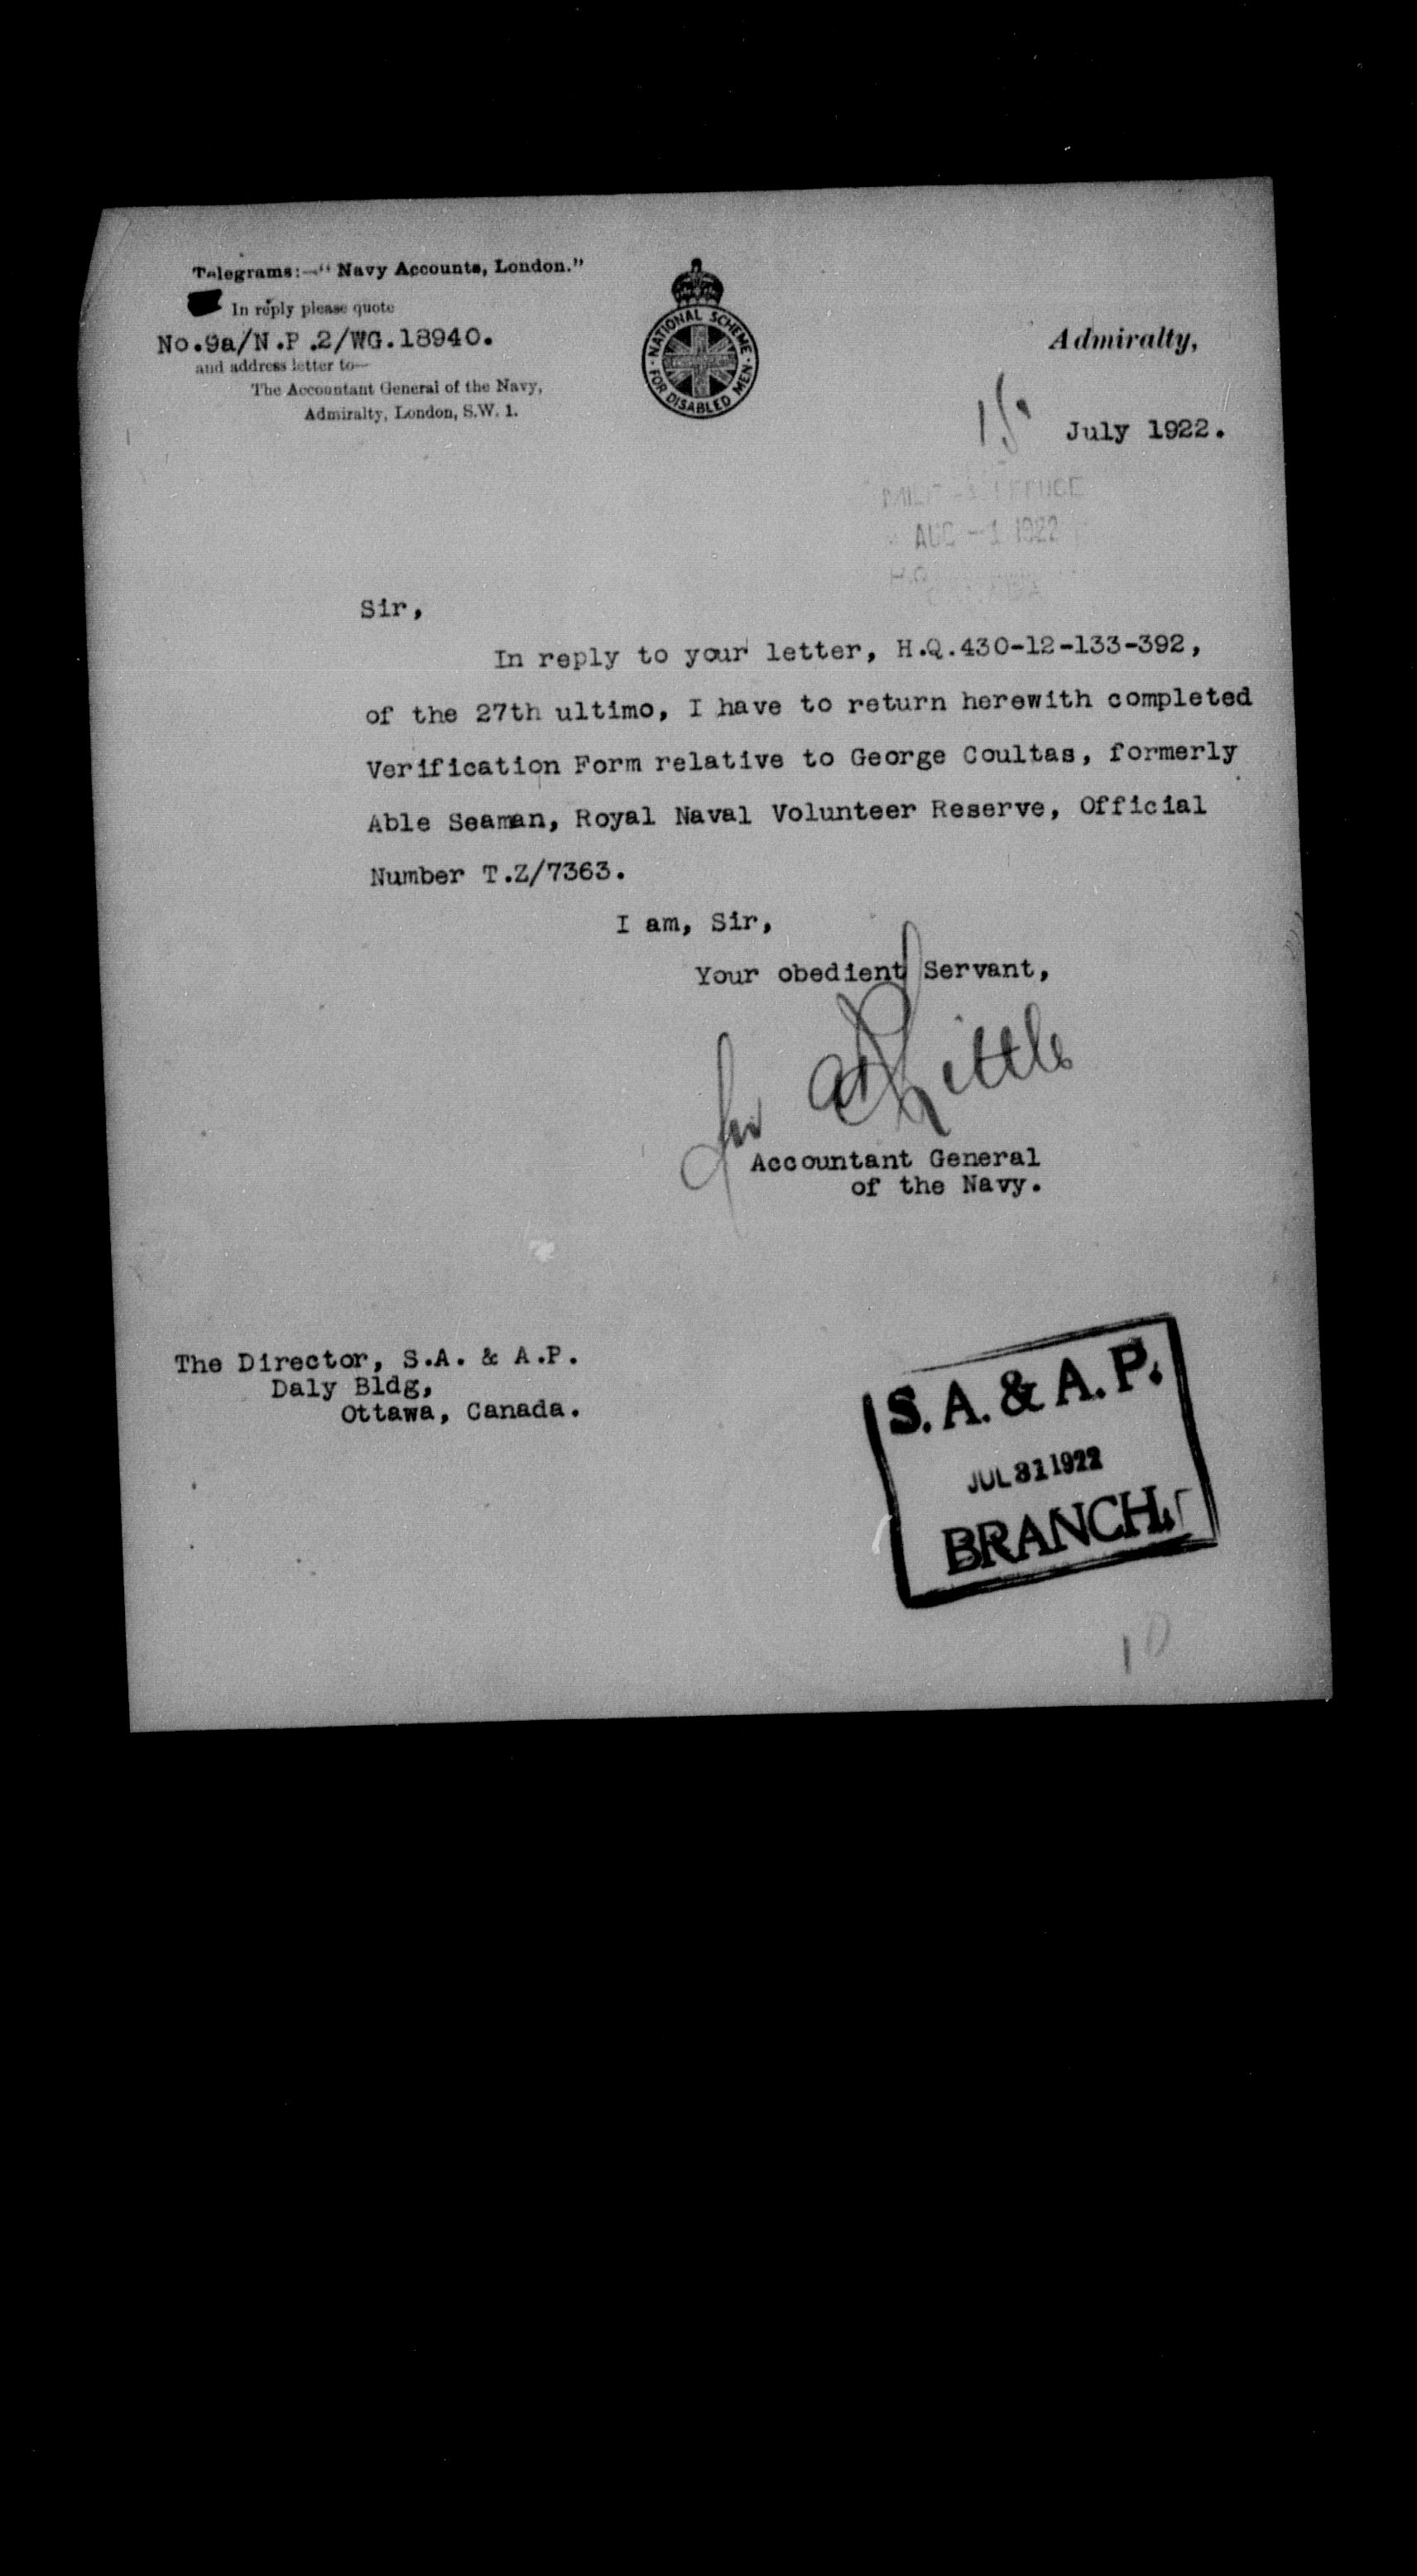 Telegrams:—"Navy Accounts, London."
In reply please quote
No.9a/N.P.2/WG.18940.
and address letter to—
The Accountant General of the Navy,
Admiralty, London, S.W. 1.
NATIONAL SCHEME
FOR DISABLED MEN
Admiralty,
July 1922.
AUG -1 1922
Sir,
In reply to your letter, H.Q.430-12-133-392,
of the 27th ultimo, I have to return herewith completed
Verification Form relative to George Coultas, formerly
Able Seaman, Royal Naval Volunteer Reserve, Official
Number T.Z/7363.
I am, Sir,
Your obedient Servant,
for Little
Accountant General
of the Navy.
The Director, S.A. & A.P.
Daly Bldg,
Ottawa, Canada.
S. A. & A. P.
JUL 31 1922
BRANCH.
10